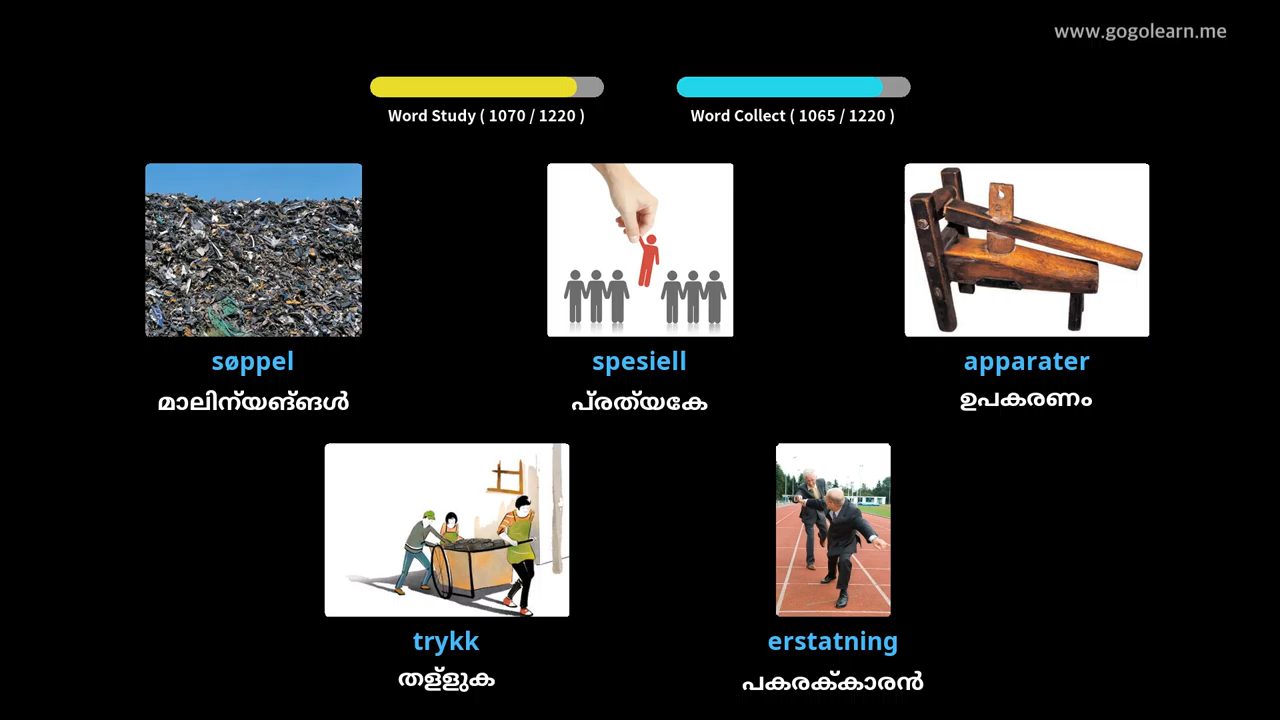 www.gogolearn.me
Word Study ( 1070 / 1220 )
Word Collect ( 1065 / 1220 )
søppel
spesiell
apparater
മാലിന്യങ്ങൾ
പ്രത്യകേ
ഉപകരണം
trykk
erstatning
തള്ളുക
പകരക്കാരൻ